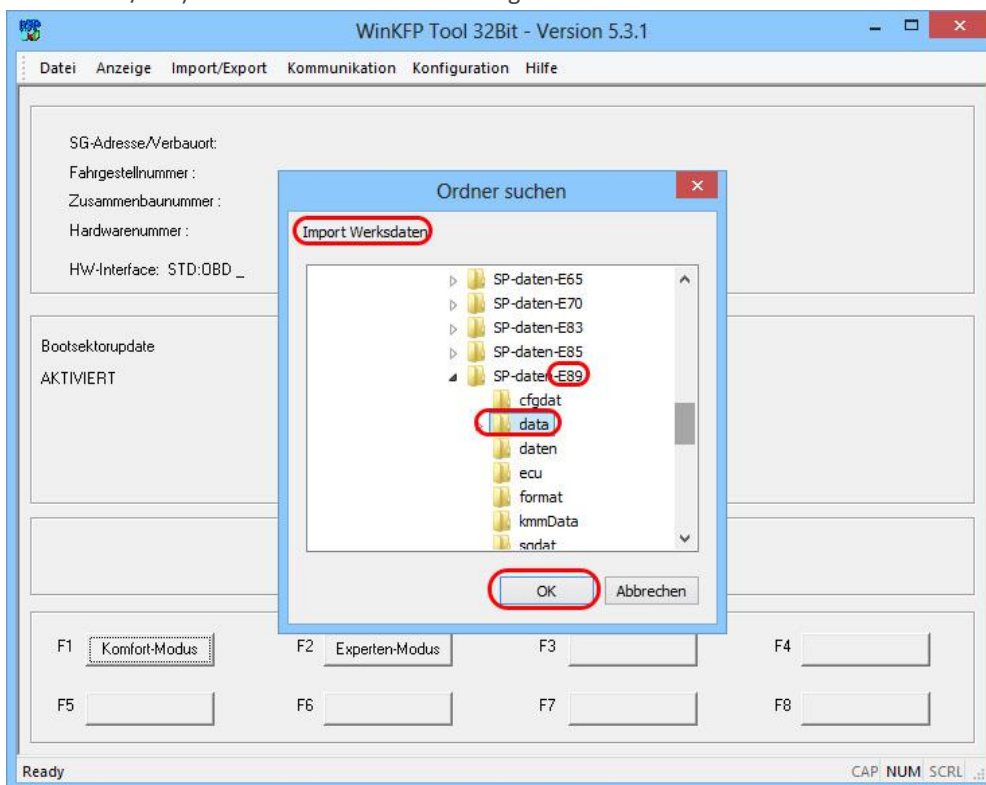 WinKFP Tool 32Bit - Version 5.3.1
Datei Anzeige Import/Export Kommunikation Konfiguration Hilfe
SG-Adresse/Verbauort:
Fahrgestellnummer :
Zusammenbaunummer :
Hardwarenummer :
HW-Interface: STD:OBD _
Bootsektorupdate
AKTIVIERT
Ordner suchen
Import Werksdaten
SP-daten-E65
SP-daten-E70
SP-daten-E83
SP-daten-E85
SP-daten-E89
cfgdat
data
daten
ecu
format
kmmData
sgdat
OK Abbrechen
F1 Komfort-Modus F2 Experten-Modus F3 F4
F5 F6 F7 F8
Ready CAP NUM SCRL